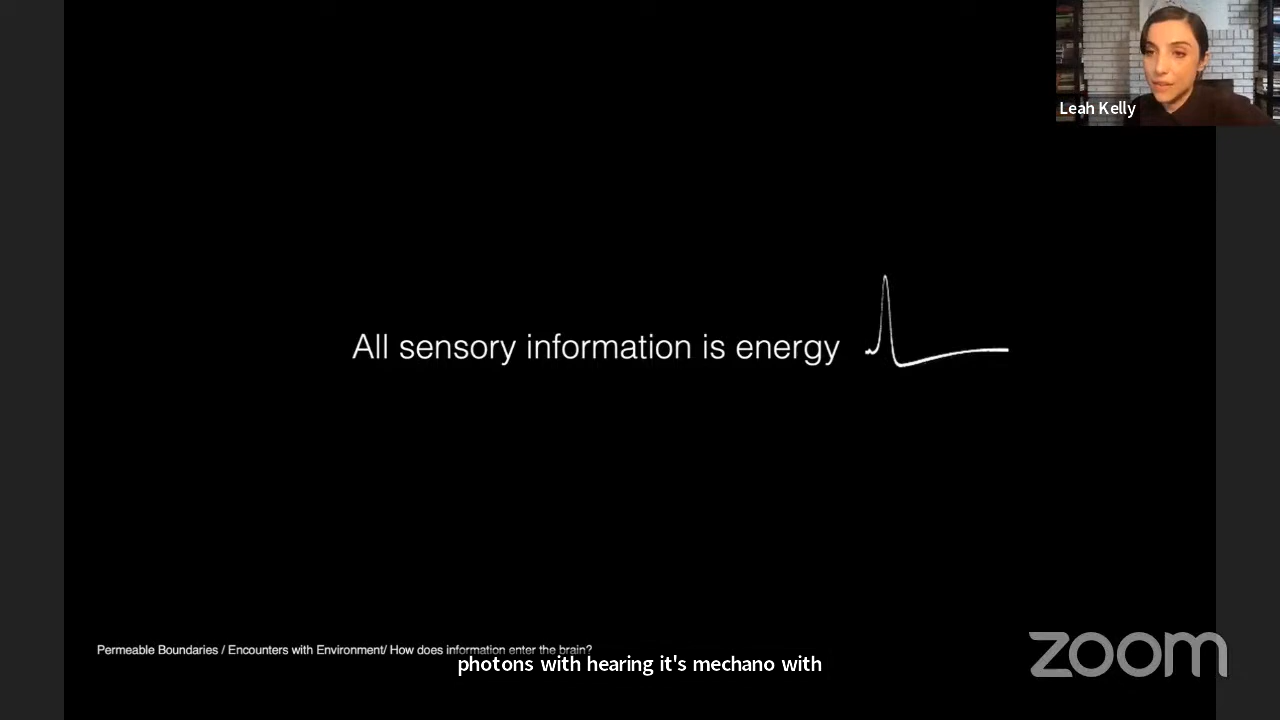 Leah Kelly
All sensory information is energy
Permeable Boundaries / Encounters with Environment/ How does information enter the brain?
photons with hearing it's mechano with
zoom